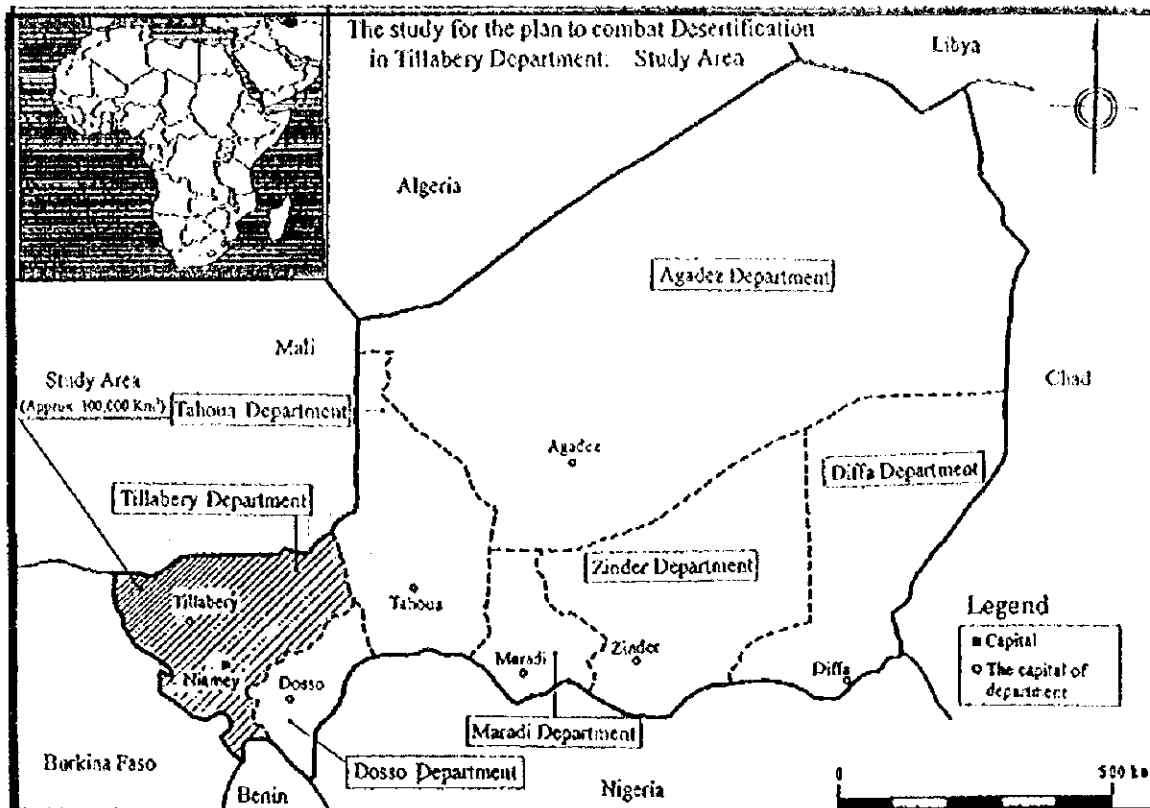 The study for the plan to combat Desertification
in Tillabery Department: Study Area
Libya
Algeria
Agadez Department
Mali
Study Area
(Approx. 100,000 Km²)
Tahoua Department
Chad
Agadez
Diffa Department
Tillabery Department
Zinder Department
Tillabery
Tahoua
Legend
Capital
The capital of
department
Maradi
Zinder
Diffa
Niamey
Dosso
Maradi Department
Burkina Faso
Dosso Department
Benin
Nigeria
0
500 km